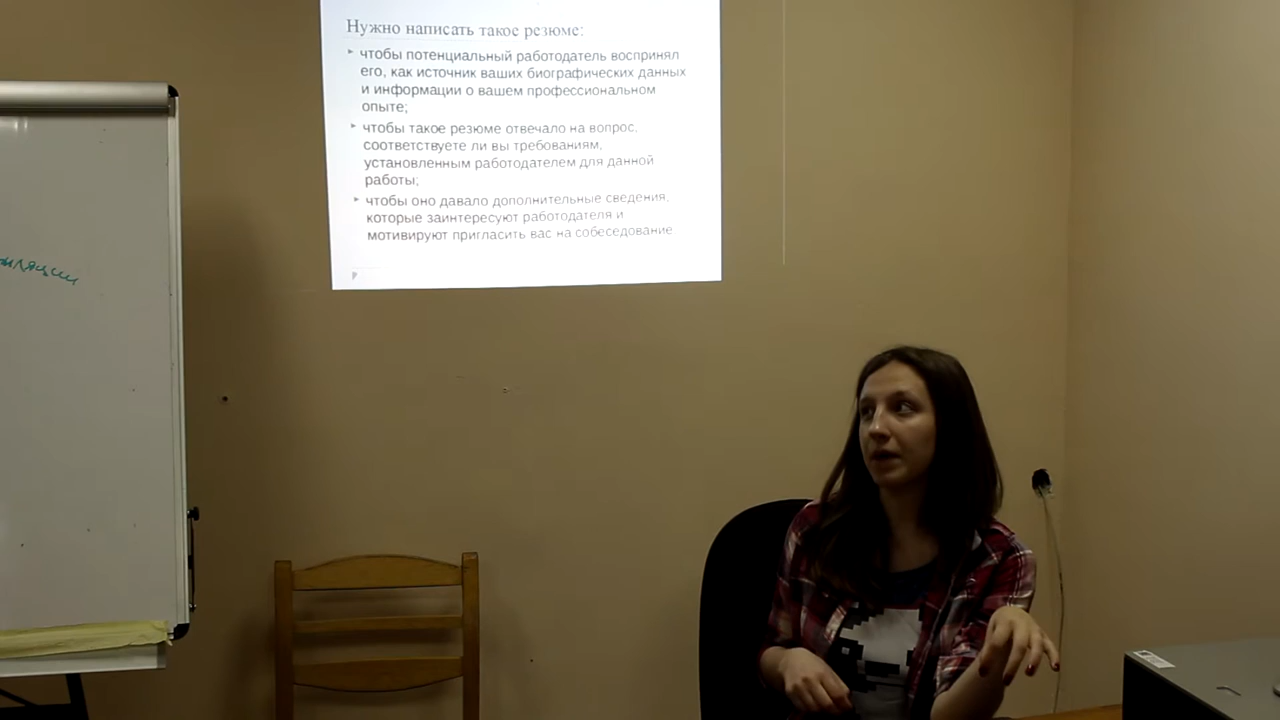 Нужно написать такое резюме:
чтобы потенциальный работодатель воспринял
его, как источник ваших биографических данных
и информации о вашем профессиональном
опыте;
чтобы такое резюме отвечало на вопрос,
соответствуете ли вы требованиям,
установленным работодателем для данной
работы;
чтобы оно давало дополнительные сведения,
которые заинтересуют работодателя и
мотивируют пригласить вас на собеседование